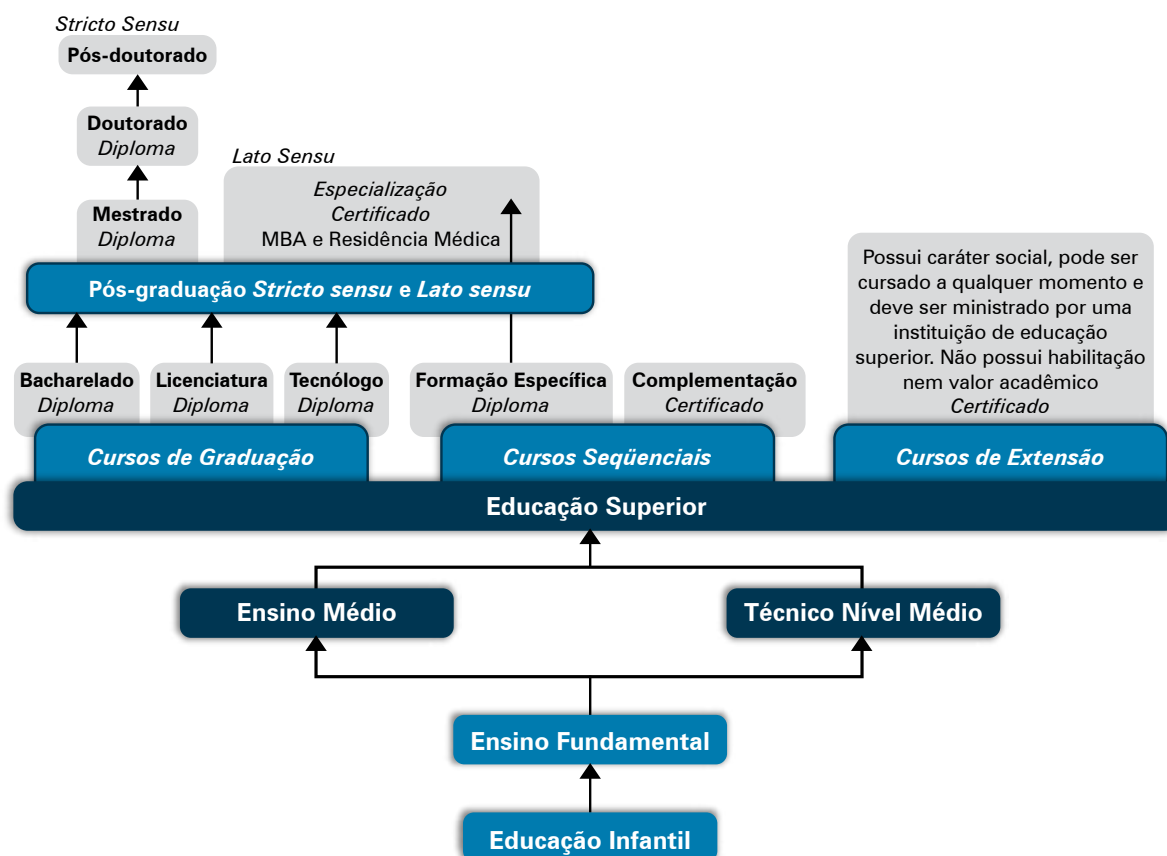 Stricto Sensu
Pós-doutorado
Doutorado
Diploma
Mestrado
Diploma
Lato Sensu
Especialização
Certificado
MBA e Residência Médica
Pós-graduação Stricto sensu e Lato sensu
Bacharelado
Diploma
Licenciatura
Diploma
Tecnólogo
Diploma
Formação Específica
Diploma
Complementação
Certificado
Possui caráter social, pode ser
cursado a qualquer momento e
deve ser ministrado por uma
instituição de educação
superior. Não possui habilitação
nem valor acadêmico
Certificado
Cursos de Graduação
Cursos Seqüenciais
Cursos de Extensão
Educação Superior
Ensino Médio
Técnico Nível Médio
Ensino Fundamental
Educação Infantil